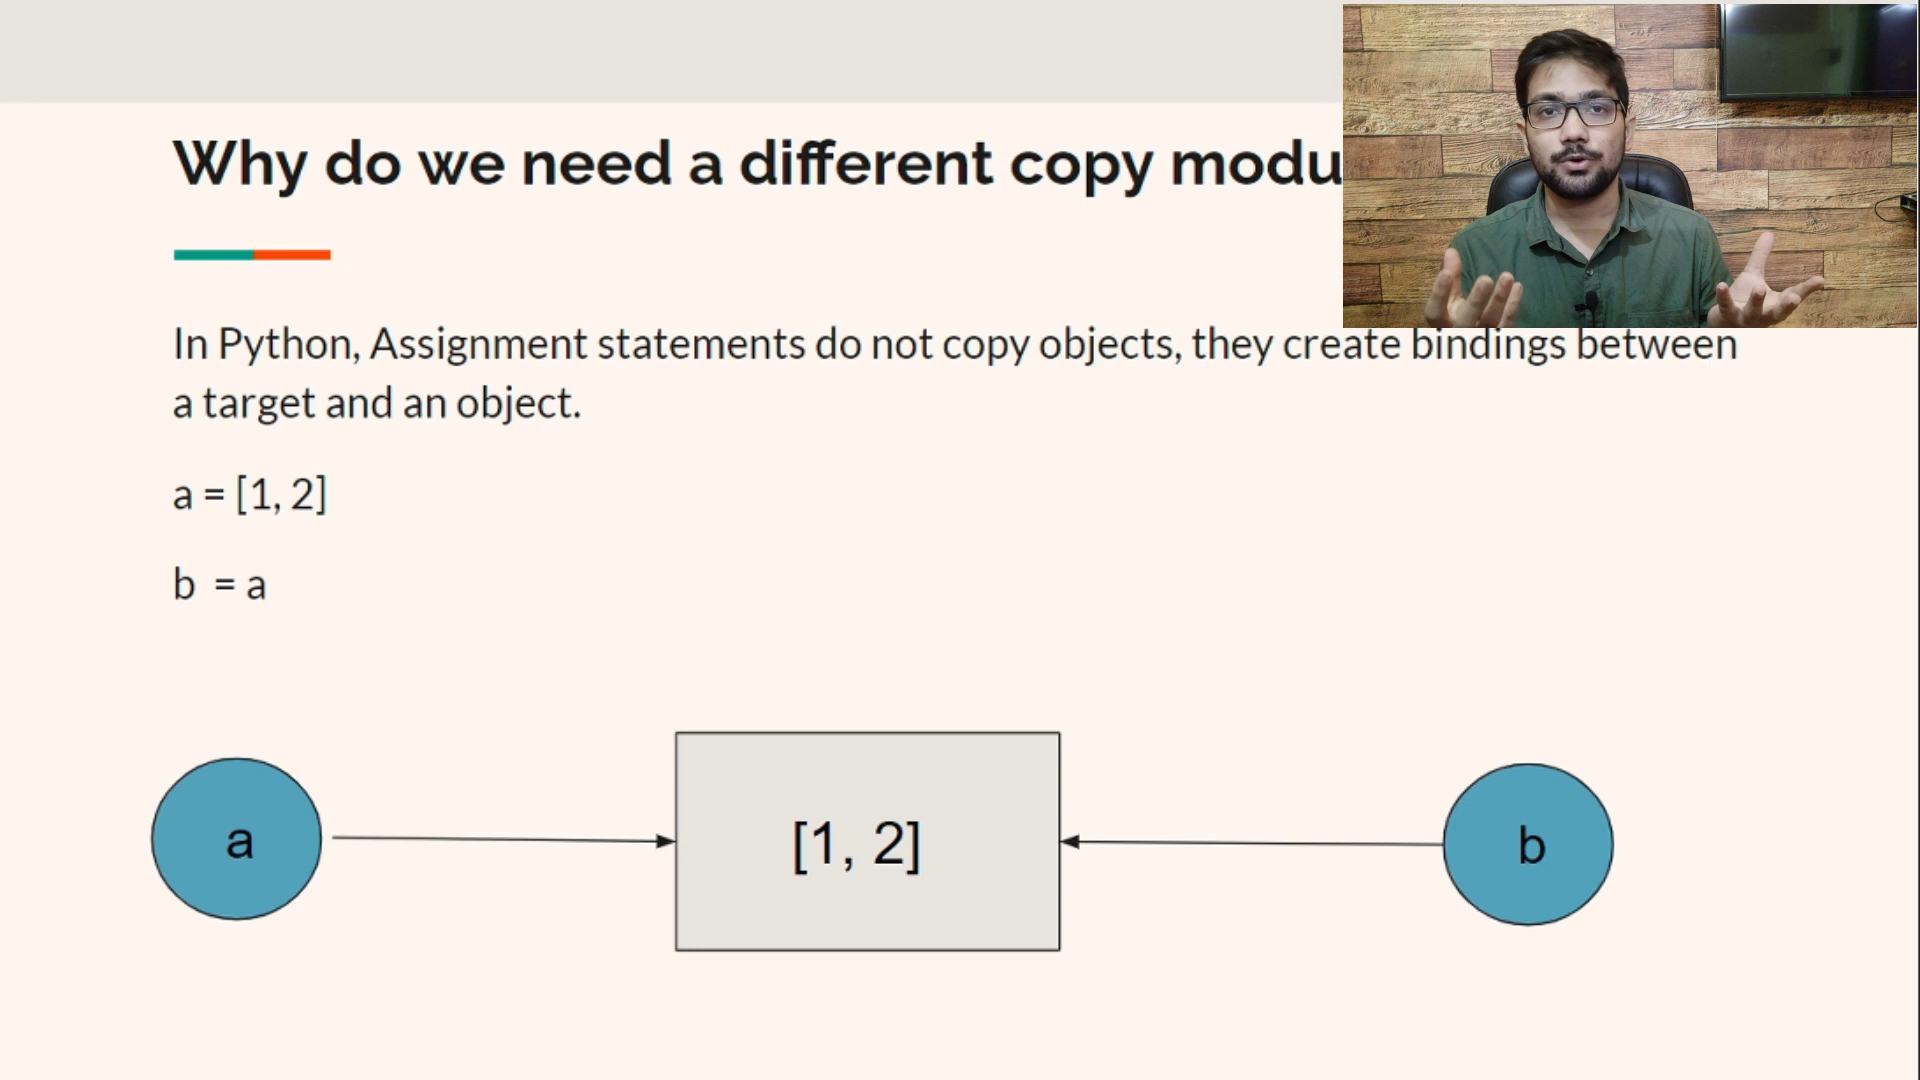 Why do we need a different copy modu
In Python, Assignment statements do not copy objects, they create bindings between
a target and an object.
a = [1, 2]
b = a
a
[1, 2]
b